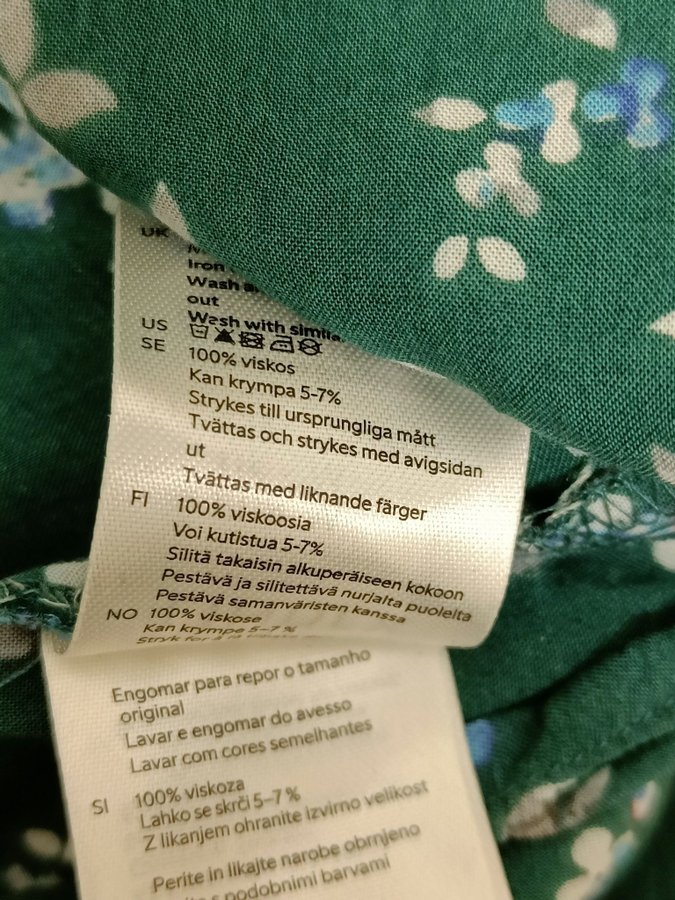 UK
Iron
Wash
out
Wash with
US
SE
100% viskos
Kan krympa 5-7%
Strykes till ursprungliga mått
Tvättas och strykes med avigsidan
ut
Tvättas med liknande färger
FI 100% viskoosia
Voi kutistua 5-7%
Silitä takaisin alkuperäiseen kokoon
Pestävä ja silitettävä nurjalta puolelta
Pestävä samanväristen kanssa
NO 100% viskose
Kan krympe 5-7 %
Stryk for å
Engomar para repor o tamanho
original
Lavar e engomar do avesso
Lavar com cores semelhantes
SI 100% viskoza
Lahko se skrči 5-7 %
Z likanjem ohranite izvirno velikost
Perite in likajte narobe obrnjeno
s podobnimi barvami